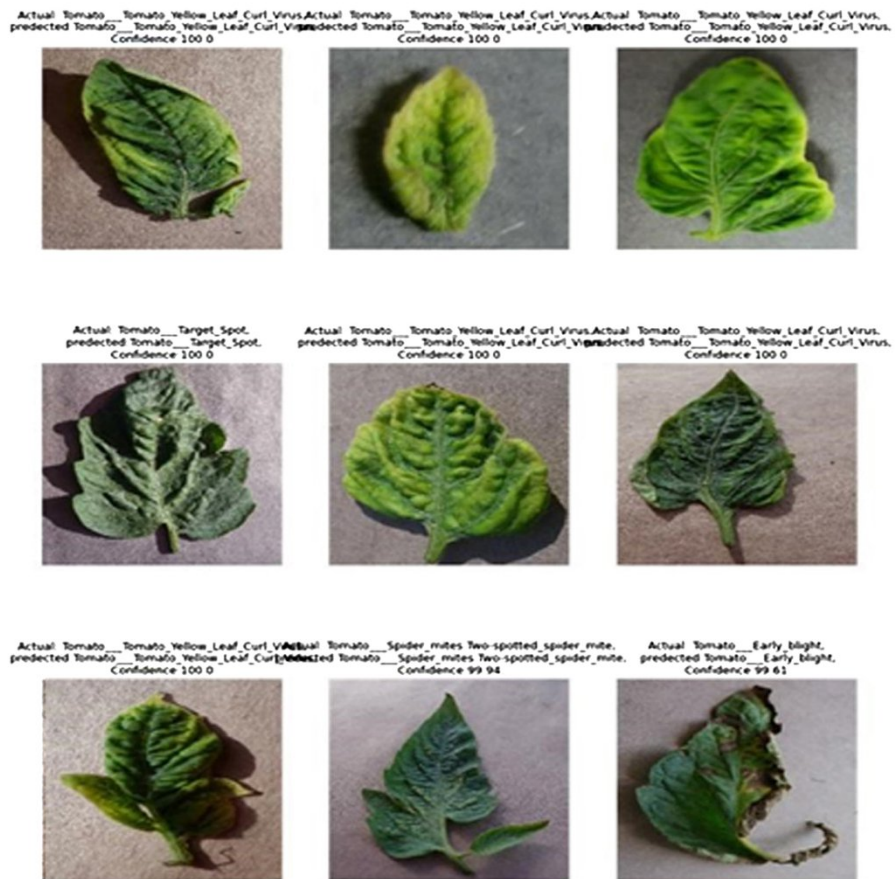 Actual: Tomato___Tomato_Yellow_Leaf_Curl_Virus,
predected Tomato___Tomato_Yellow_Leaf_Curl_Virus.
Confidence 100.0
Actual: Tomato___Tomato_Yellow_Leaf_Curl_Virus,
predected Tomato___Tomato_Yellow_Leaf_Curl_Virus.
Confidence 100.0
Actual: Tomato___Tomato_Yellow_Leaf_Curl_Virus,
predected Tomato___Tomato_Yellow_Leaf_Curl_Virus.
Confidence 100.0
Actual: Tomato___Target_Spot,
predected Tomato___Target_Spot.
Confidence 100.0
Actual: Tomato___Tomato_Yellow_Leaf_Curl_Virus,
predected Tomato___Tomato_Yellow_Leaf_Curl_Virus.
Confidence 100.0
Actual: Tomato___Tomato_Yellow_Leaf_Curl_Virus,
predected Tomato___Tomato_Yellow_Leaf_Curl_Virus.
Confidence 100.0
Actual: Tomato___Tomato_Yellow_Leaf_Curl_Virus,
predected Tomato___Tomato_Yellow_Leaf_Curl_Virus.
Confidence 100.0
Actual: Tomato___Spider_mites Two-spotted_spider_mite,
predected Tomato___Spider_mites Two-spotted_spider_mite.
Confidence 99.94
Actual: Tomato___Early_blight,
predected Tomato___Early_blight.
Confidence 99.61